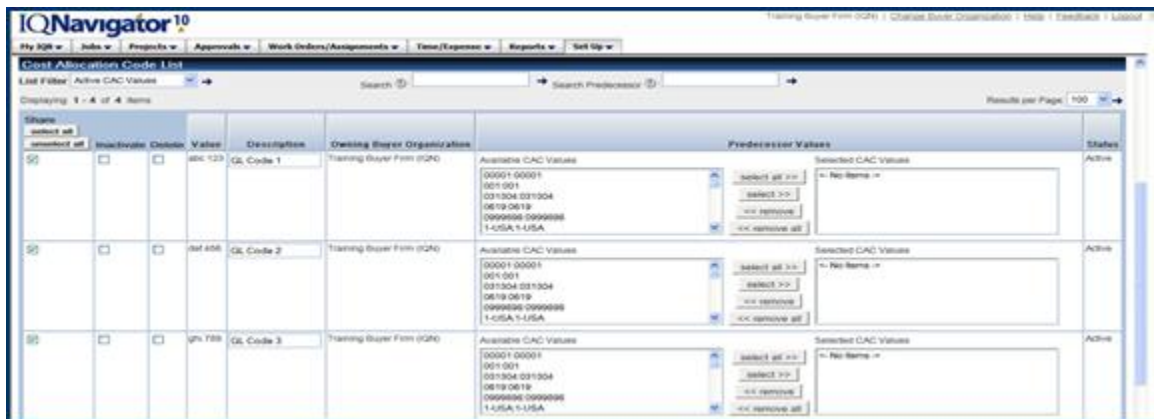 IQNavigator 10
Training Buyer Firm (IQN) | Change Buyer Organization | Help | Feedback | Logout
My IQN Jobs Projects Approvals Work Orders/Assignments Time/Expense Reports Set Up
Cost Allocation Code List
List Filter Active CAC Values Search Search Predecessor
Displaying 1 - 4 of 4 items Results per Page: 100
Share
select all
unselect all Inactivate Delete Value Description Owning Buyer Organization Predecessor Values Status
abc.123 GL Code 1 Training Buyer Firm (IQN) Available CAC Values Selected CAC Values Active
00001:00001 select all >> <- No Items ->
001:001
031304:031304 select >>
0619:0619 << remove
0999698:0999698
1-USA:1-USA << remove all
def.456 GL Code 2 Training Buyer Firm (IQN) Available CAC Values Selected CAC Values Active
00001:00001 select all >> <- No Items ->
001:001
031304:031304 select >>
0619:0619 << remove
0999698:0999698
1-USA:1-USA << remove all
ghi.789 GL Code 3 Training Buyer Firm (IQN) Available CAC Values Selected CAC Values Active
00001:00001 select all >> <- No Items ->
001:001
031304:031304 select >>
0619:0619 << remove
0999698:0999698
1-USA:1-USA << remove all